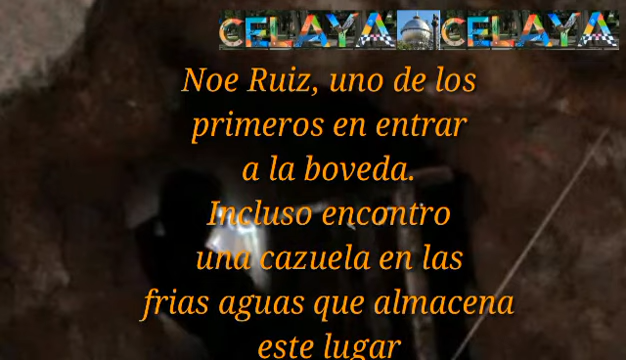 CELAYA CELAYA
Noe Ruiz, uno de los
primeros en entrar
a la boveda.
Incluso encontro
una cazuela en las
frias aguas que almacena
este lugar